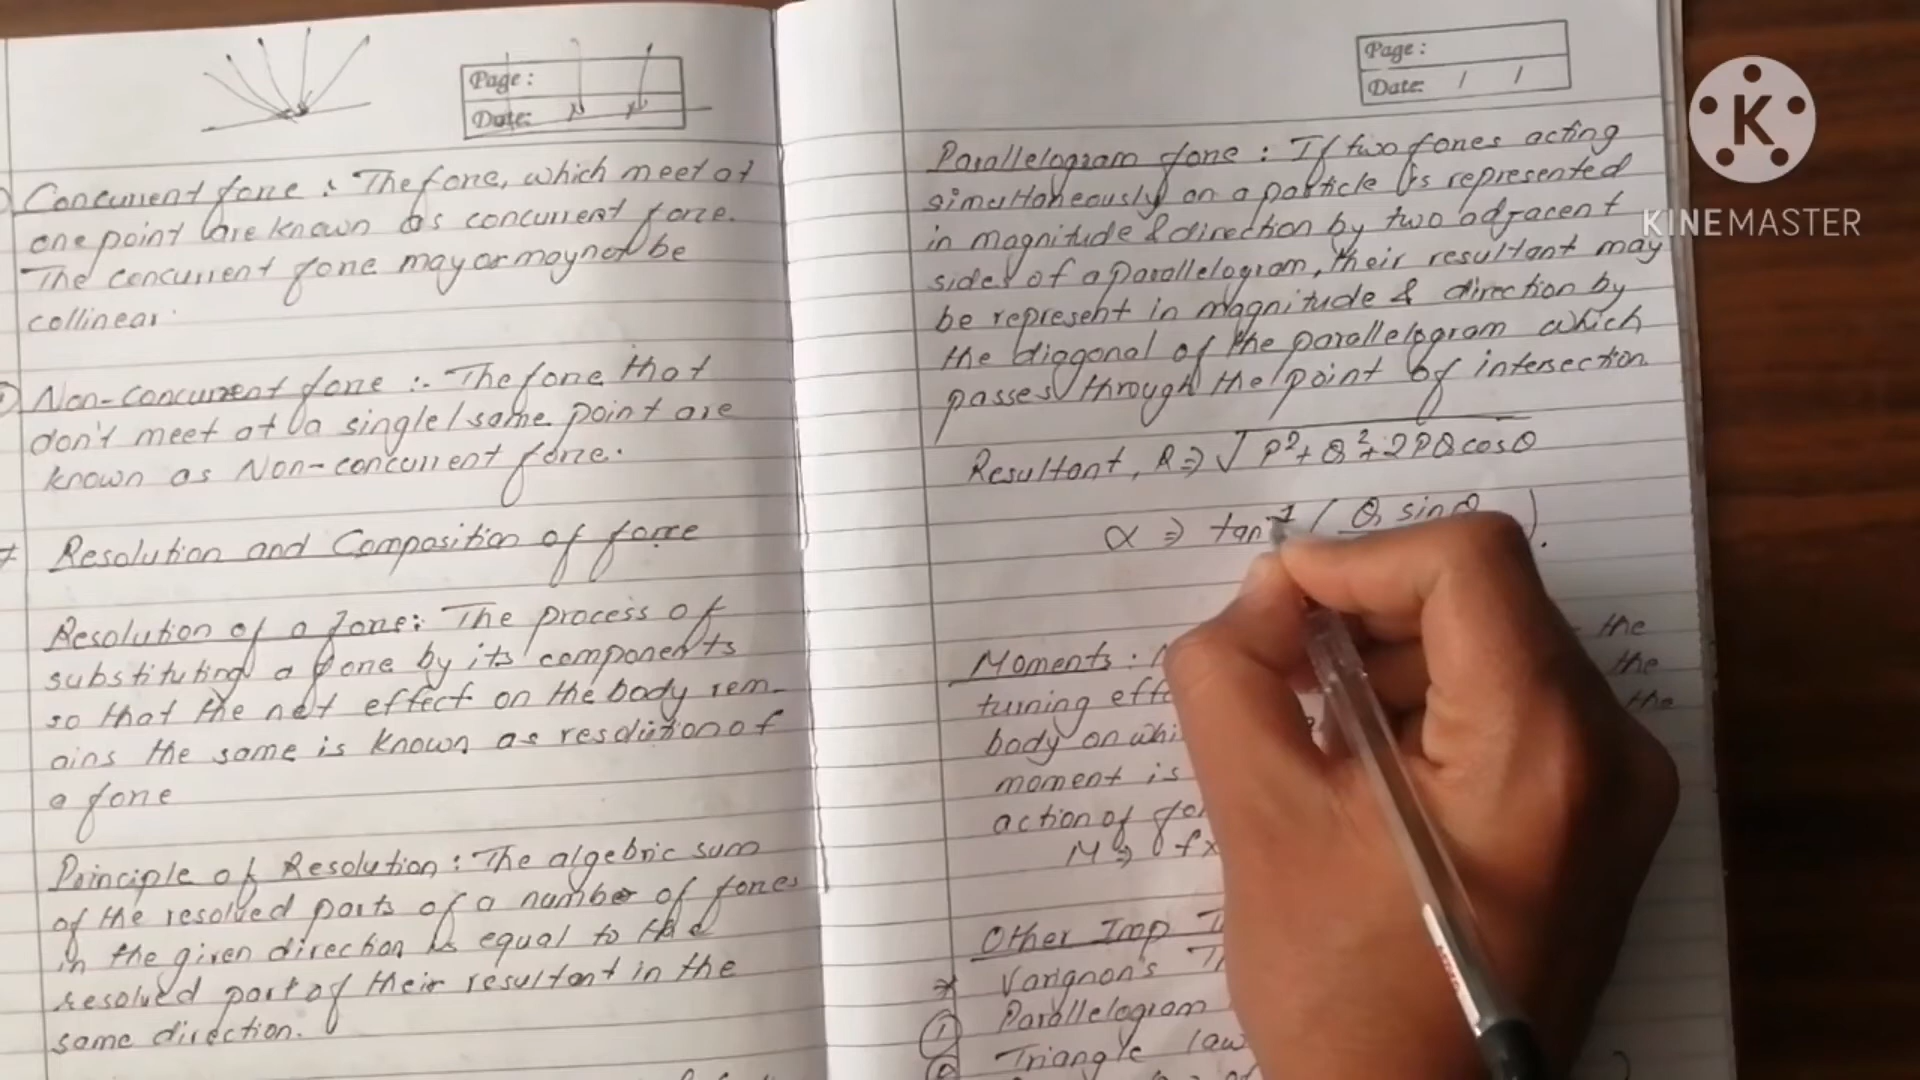 Page:
Date:
Concurrent force : The force, which meet at
one point are known as concurrent force.
The concurrent force may or may not be
collinear.
Non-concurrent force :- The force that
don't meet at a single/same point are
known as Non-concurrent force.
Resolution and Composition of force
Resolution of a force: The process of
substituting a force by its components
so that the net effect on the body rem-
ains the same is known as resolution of
a force
Principle of Resolution: The algebric sum
of the resolved parts of a number of forces
in the given direction is equal to the
resolved part of their resultant in the
same direction.
Page:
Date: / /
Parallelogram force : If two forces acting
simultaneously on a particle is represented
in magnitude & direction by two adjacent
sides of a parallelogram, their resultant may
be represent in magnitude & direction by
the diagonal of the parallelogram which
passes through the point of intersection
Resultant, R ⇒ √P²+Q²+2PQcosθ
α ⇒ tan⁻¹ ( Q sinθ ).
Moments : the
turning the
body on the
moment is
action of
M ⇒ f×
Other Imp
* Varignon's
① Parallelogram
Triangle law
K
KINEMASTER